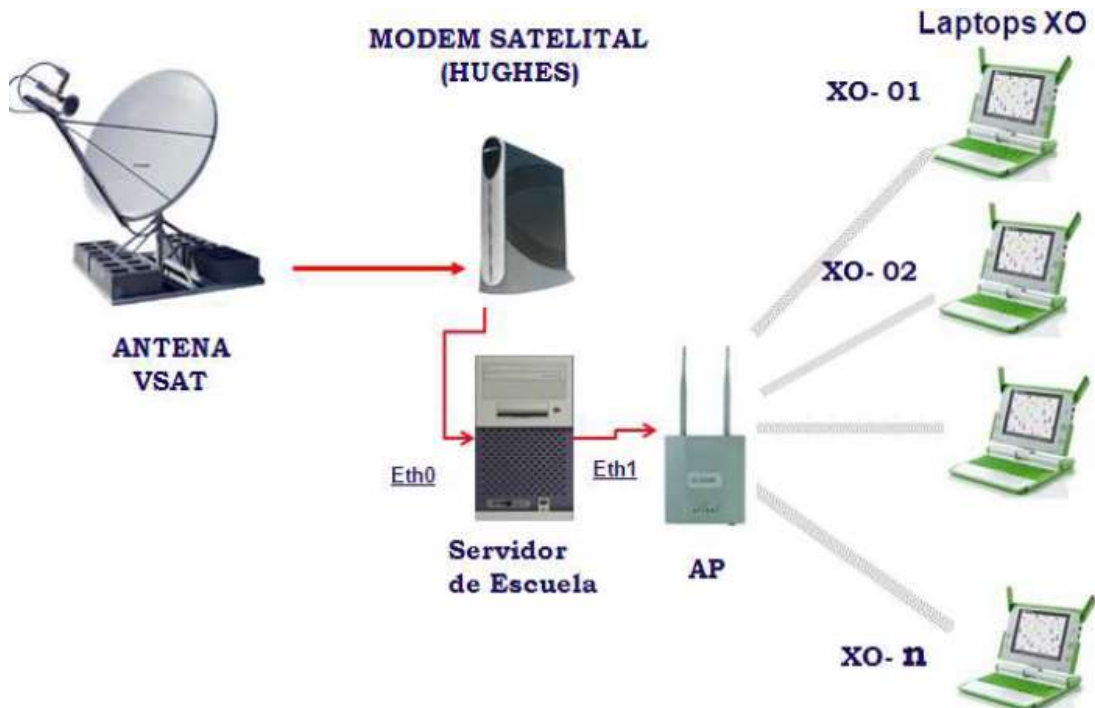 Laptops XO
MODEM SATELITAL
(HUGHES)
XO- 01
XO- 02
ANTENA
VSAT
Eth0
Eth1
Servidor
de Escuela
AP
XO- n